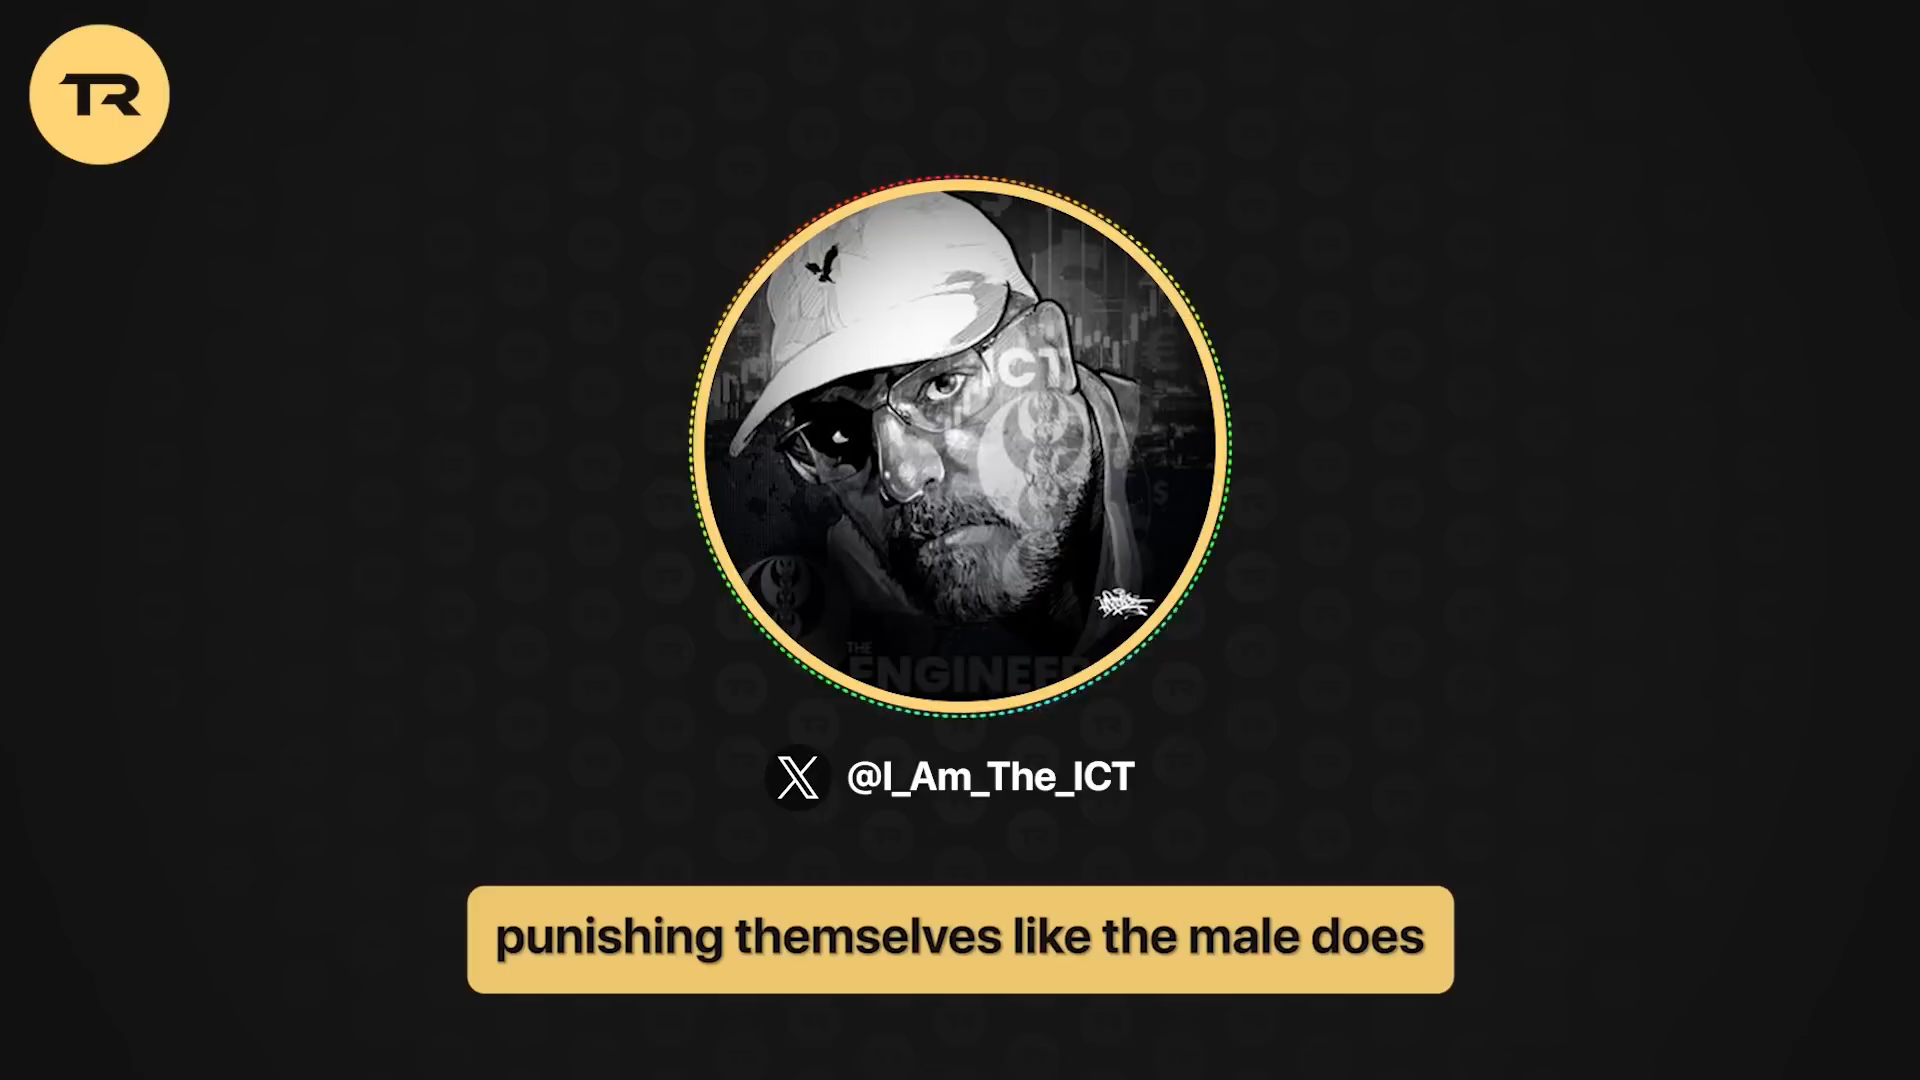 TR
ICT
THE
ENGINEER
@I_Am_The_ICT
punishing themselves like the male does